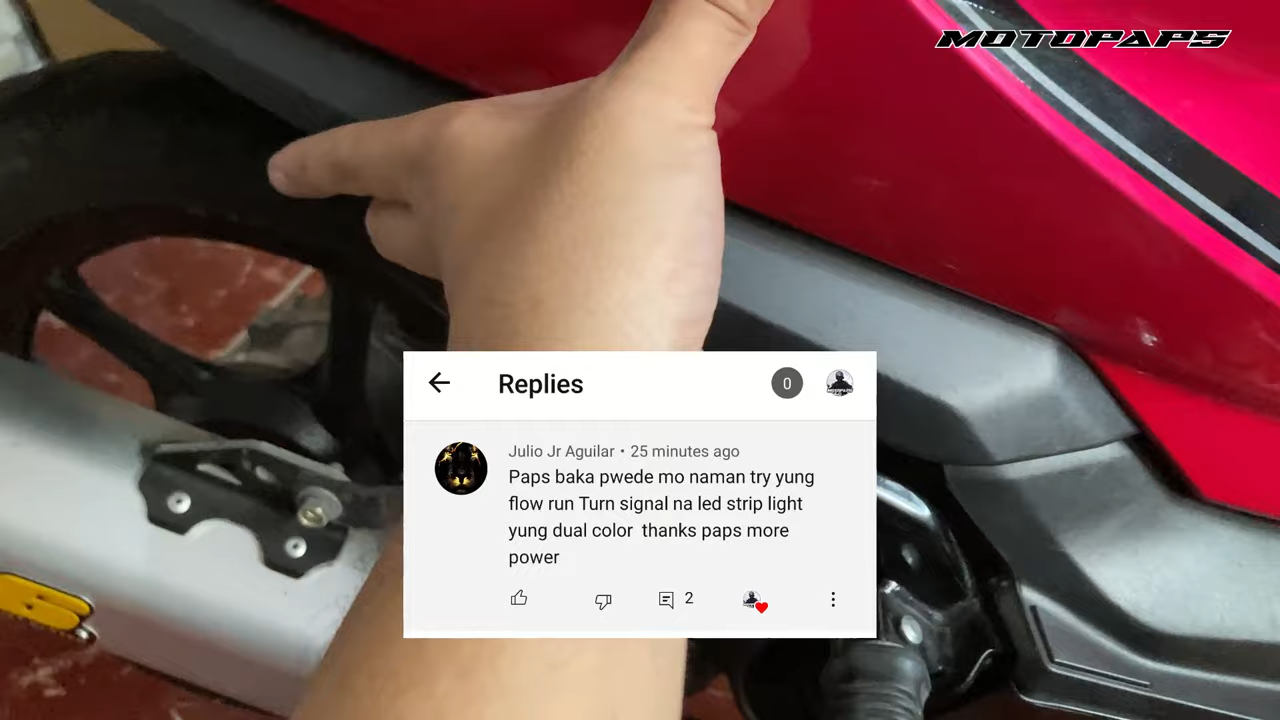 MOTOPAPS
Replies
0
Julio Jr Aguilar • 25 minutes ago
Paps baka pwede mo naman try yung
flow run Turn signal na led strip light
yung dual color  thanks paps more
power
2